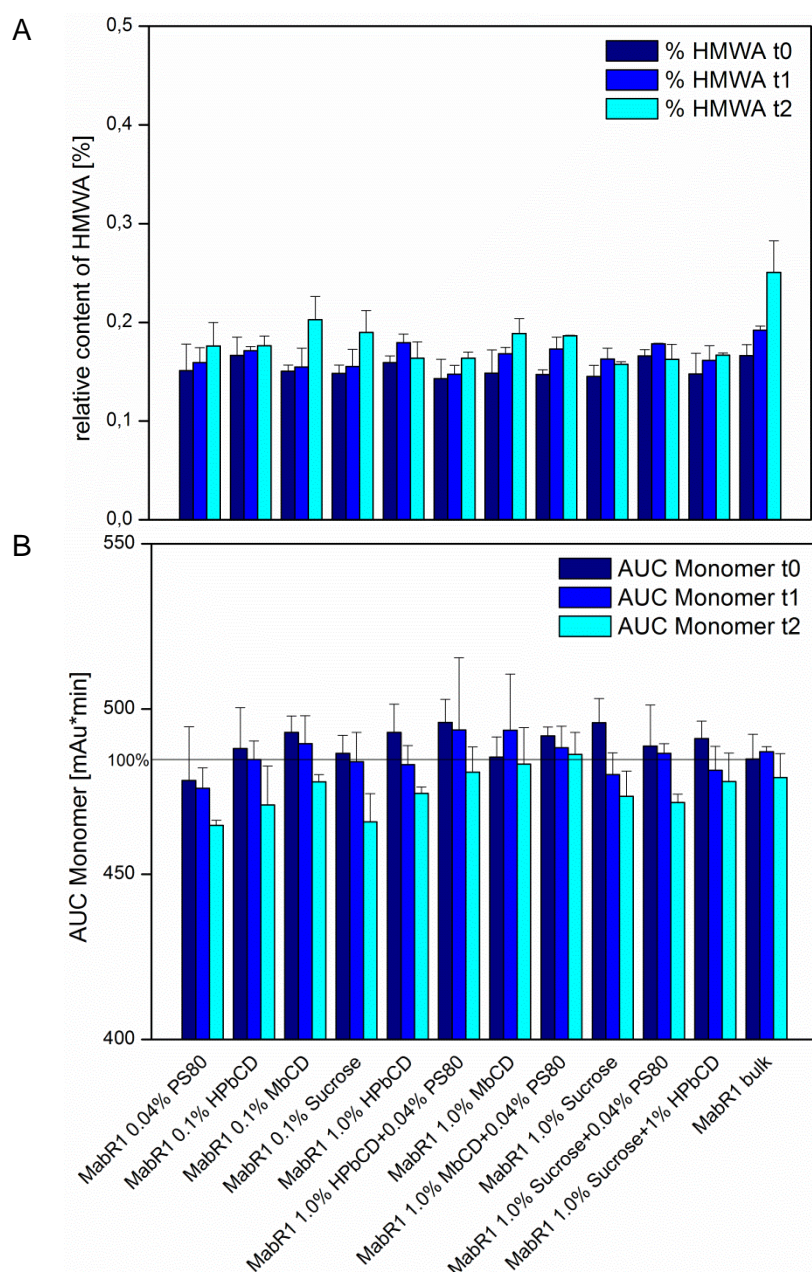 A
0,5
0,4
0,3
0,2
0,1
0,0
relative content of HMWA [%]
% HMWA t0
% HMWA t1
% HMWA t2
B
550
500
100%
450
400
AUC Monomer [mAu*min]
AUC Monomer t0
AUC Monomer t1
AUC Monomer t2
MabR1 0.04% PS80
MabR1 0.1% HPbCD
MabR1 0.1% MbCD
MabR1 0.1% Sucrose
MabR1 1.0% HPbCD
MabR1 1.0% HPbCD+0.04% PS80
MabR1 1.0% MbCD
MabR1 1.0% MbCD+0.04% PS80
MabR1 1.0% Sucrose
MabR1 1.0% Sucrose+0.04% PS80
MabR1 1.0% Sucrose+1% HPbCD
MabR1 bulk